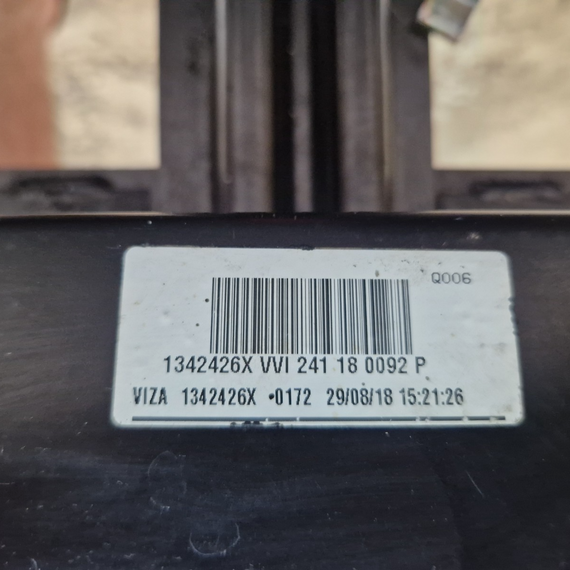 Q006
1342426X VVI 241 18 0092 P
VIZA 1342426X •0172 29/08/18 15:21:26